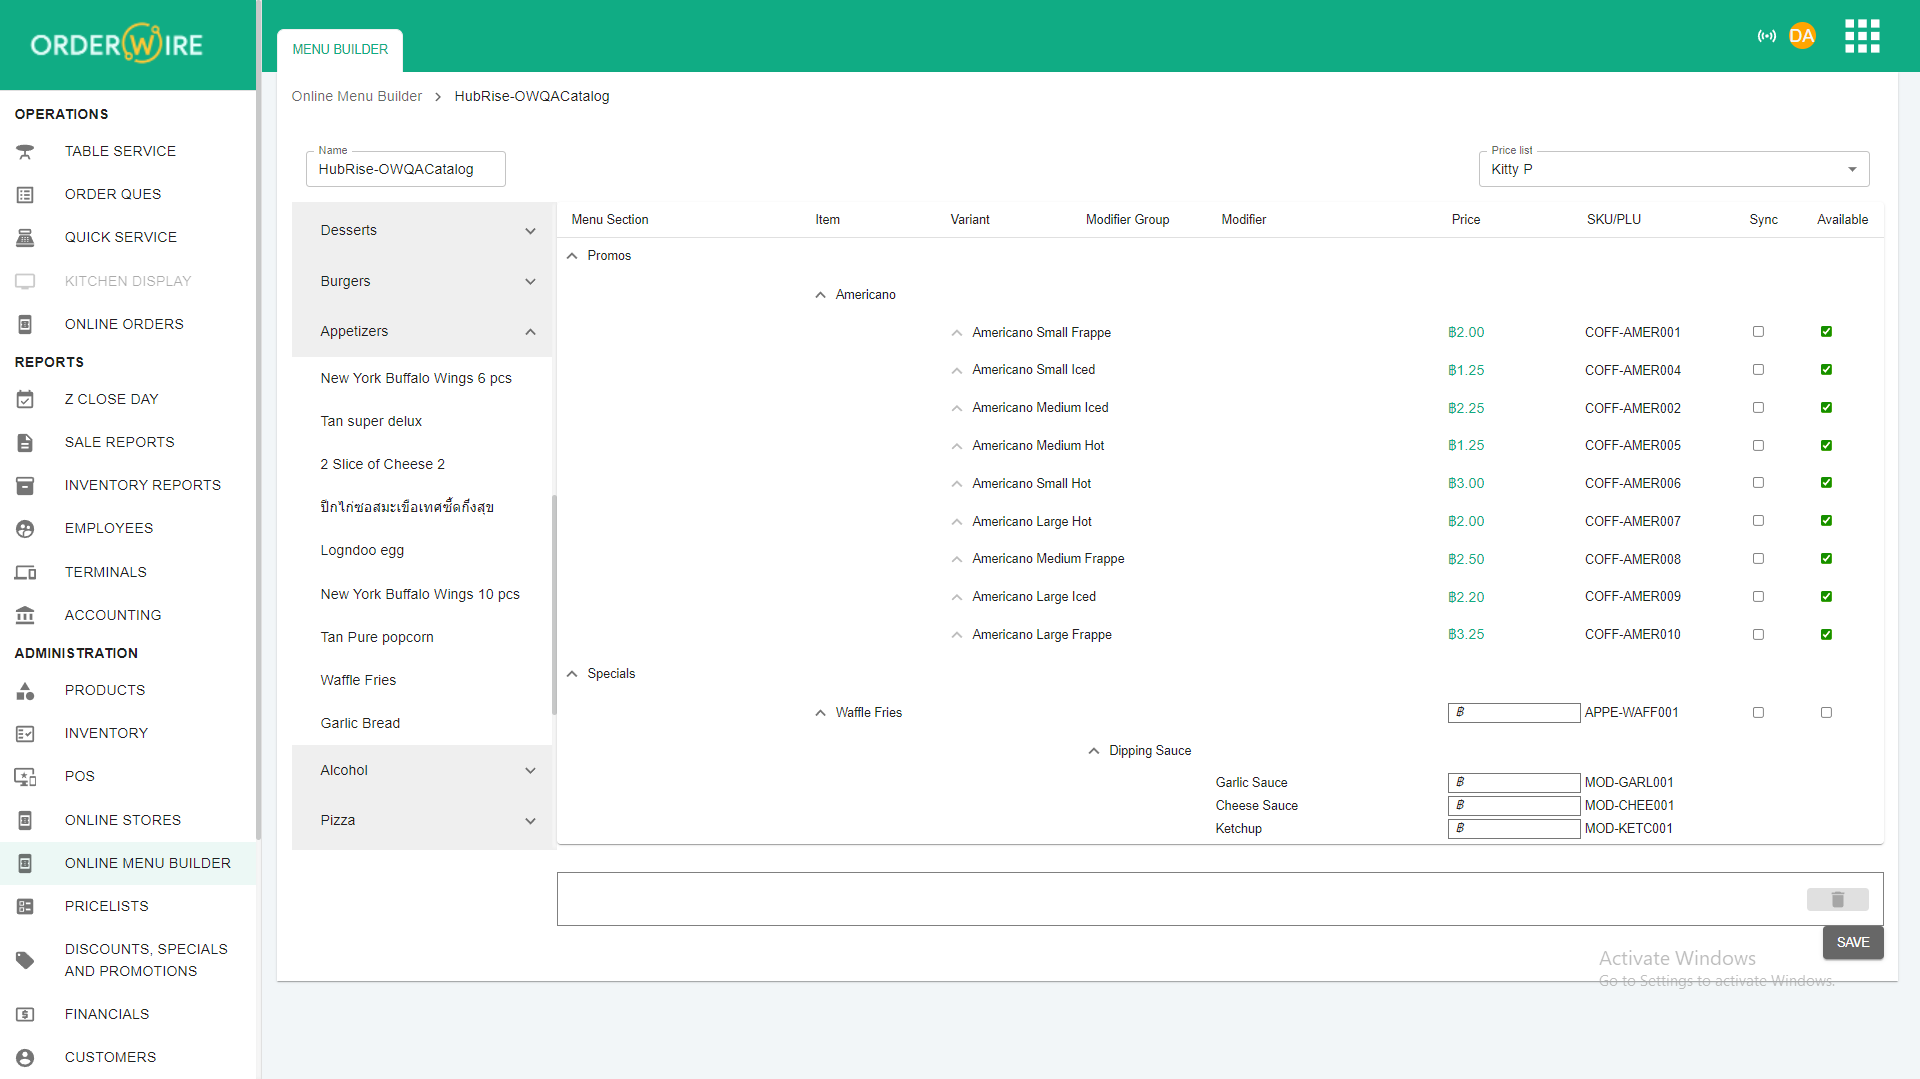 ORDERWIRE
MENU BUILDER
DA
Online Menu Builder > HubRise-OWQACatalog
OPERATIONS
TABLE SERVICE
ORDER QUES
QUICK SERVICE
KITCHEN DISPLAY
ONLINE ORDERS
REPORTS
Z CLOSE DAY
SALE REPORTS
INVENTORY REPORTS
EMPLOYEES
TERMINALS
ACCOUNTING
ADMINISTRATION
PRODUCTS
INVENTORY
POS
ONLINE STORES
ONLINE MENU BUILDER
PRICELISTS
DISCOUNTS, SPECIALS
AND PROMOTIONS
FINANCIALS
CUSTOMERS
Name
HubRise-OWQACatalog
Price list
Kitty P
Desserts
Burgers
Appetizers
New York Buffalo Wings 6 pcs
Tan super delux
2 Slice of Cheese 2
ปีกไก่ซอสมะเขือเทศซี้ดกึ่งสุข
Logndoo egg
New York Buffalo Wings 10 pcs
Tan Pure popcorn
Waffle Fries
Garlic Bread
Alcohol
Pizza
Menu Section Item Variant Modifier Group Modifier Price SKU/PLU Sync Available
Promos
Americano
Americano Small Frappe ฿2.00 COFF-AMER001
Americano Small Iced ฿1.25 COFF-AMER004
Americano Medium Iced ฿2.25 COFF-AMER002
Americano Medium Hot ฿1.25 COFF-AMER005
Americano Small Hot ฿3.00 COFF-AMER006
Americano Large Hot ฿2.00 COFF-AMER007
Americano Medium Frappe ฿2.50 COFF-AMER008
Americano Large Iced ฿2.20 COFF-AMER009
Americano Large Frappe ฿3.25 COFF-AMER010
Specials
Waffle Fries ฿ APPE-WAFF001
Dipping Sauce
Garlic Sauce ฿ MOD-GARL001
Cheese Sauce ฿ MOD-CHEE001
Ketchup ฿ MOD-KETC001
SAVE
Activate Windows
Go to Settings to activate Windows.